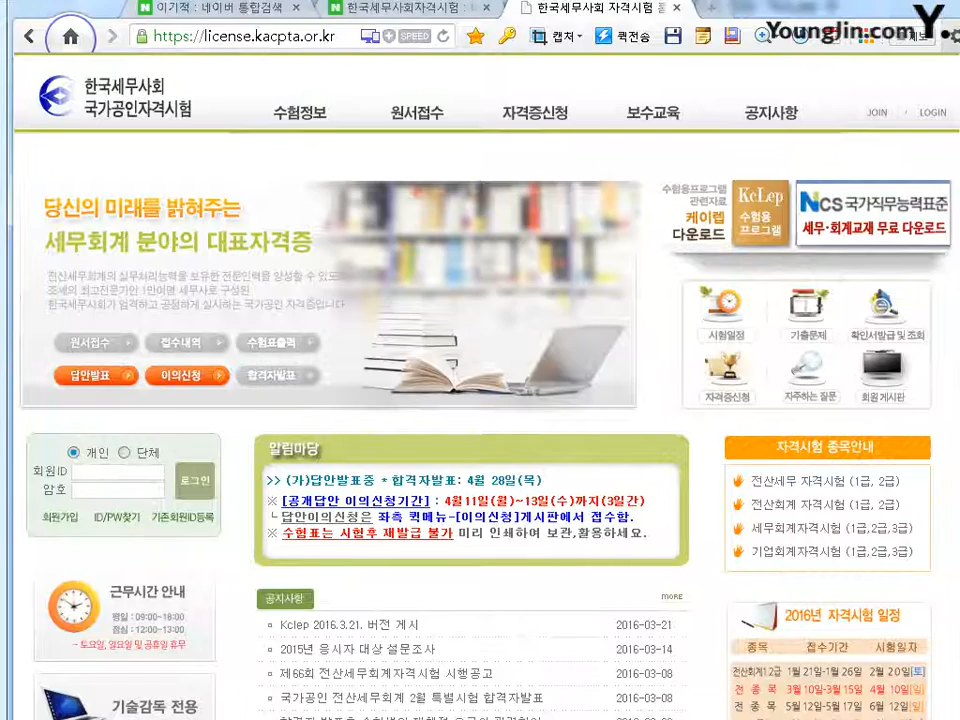 이기적 : 네이버 통합검색
한국세무사회자격시험 :
한국세무사회 자격시험
https://license.kacpta.or.kr
SPEED
캡처
퀵전송
YoungJin.com Y.
한국세무사회
국가공인자격시험
수험정보
원서접수
자격증신청
보수교육
공지사항
JOIN
LOGIN
당신의 미래를 밝혀주는
세무회계 분야의 대표자격증
전산세무회계의 실무처리능력을 보유한 전문인력을 양성할 수 있도
조세의 최고전문가인 1만여명 세무사로 구성된
한국세무사회가 엄격하고 공정하게 실시하는 국가공인 자격증입니다
원서접수
접수내역
수험표출력
답안발표
이의신청
합격자발표
수험용프로그램
관련자료
케이렙
다운로드
KcLep
수험용
프로그램
NCS 국가직무능력표준
세무·회계교재 무료 다운로드
시험일정
기출문제
확인서발급 및 조회
자격증신청
자주하는 질문
회원 게시판
개인 단체
회원ID
암호
로그인
회원가입 ID/PW찾기 기존회원ID등록
알림마당
>> (가)답안발표중 * 합격자발표: 4월 28일(목)
※ [공개답안 이의신청기간] : 4월11일(월)~13일(수)까지(3일간)
└ 답안이의신청은 좌측 퀵메뉴-[이의신청]게시판에서 접수함.
※ 수험표는 시험후 재발급 불가 미리 인쇄하여 보관,활용하세요.
자격시험 종목안내
전산세무 자격시험 (1급, 2급)
전산회계 자격시험 (1급, 2급)
세무회계자격시험 (1급,2급,3급)
기업회계자격시험 (1급,2급,3급)
근무시간 안내
평일 : 09:00~18:00
점심 : 12:00~13:00
- 토요일, 일요일 및 공휴일 휴무
기술감독 전용
공지사항
MORE
Kclep 2016.3.21. 버전 게시 2016-03-21
2015년 응시자 대상 설문조사 2016-03-14
제66회 전산세무회계자격시험 시행공고 2016-03-08
국가공인 전산세무회계 2월 특별시험 합격자발표 2016-03-08
2016년 자격시험 일정
종목 접수기간 시험일자
전산회계1,2급 1월 21일~1월 26일 2월 20일[토]
전 종 목 3월 10일~3월 15일 4월 10일[일]
전 종 목 5월 12일~5월 17일 6월 12일[일]